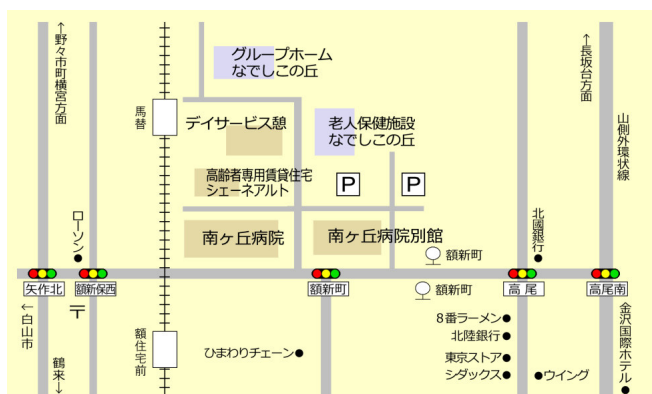 ↑野々市町横宮方面
馬替
グループホーム
なでしこの丘
デイサービス憩
老人保健施設
なでしこの丘
↑長坂台方面
山側外環状線
高齢者専用賃貸住宅
シェーネアルト
P
P
ローソン
南ヶ丘病院
南ヶ丘病院別館
北國銀行
額新町
矢作北
額新保西
額新町
額新町
高尾
高尾南
←白山市
〒
鶴来→
額住宅前
ひまわりチェーン
8番ラーメン
北陸銀行
東京ストア
シダックス
ウイング
金沢国際ホテル